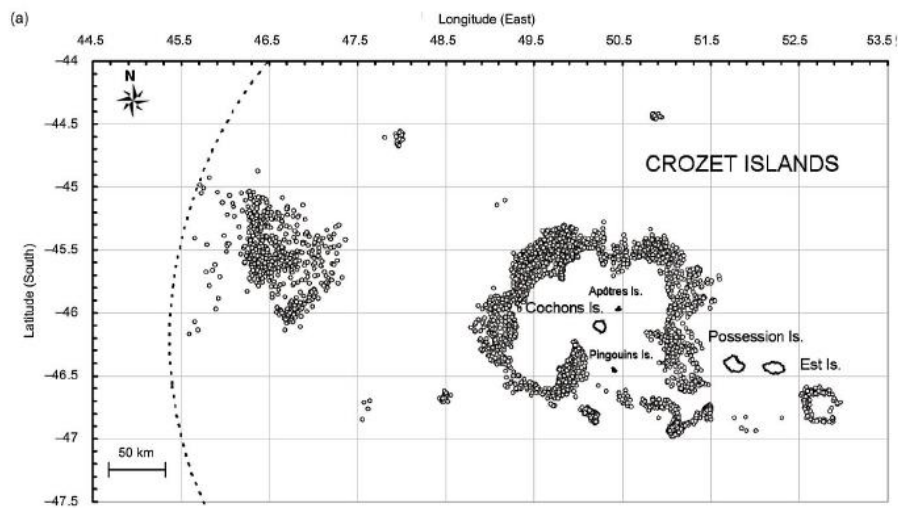 (a)
Longitude (East)
44.5 45.5 46.5 47.5 48.5 49.5 50.5 51.5 52.5 53.5
N
–44
–44.5
–45
–45.5
–46
–46.5
–47
–47.5
Latitude (South)
CROZET ISLANDS
Apôtres Is.
Cochons Is.
Possession Is.
Pingouins Is.
Est Is.
50 km